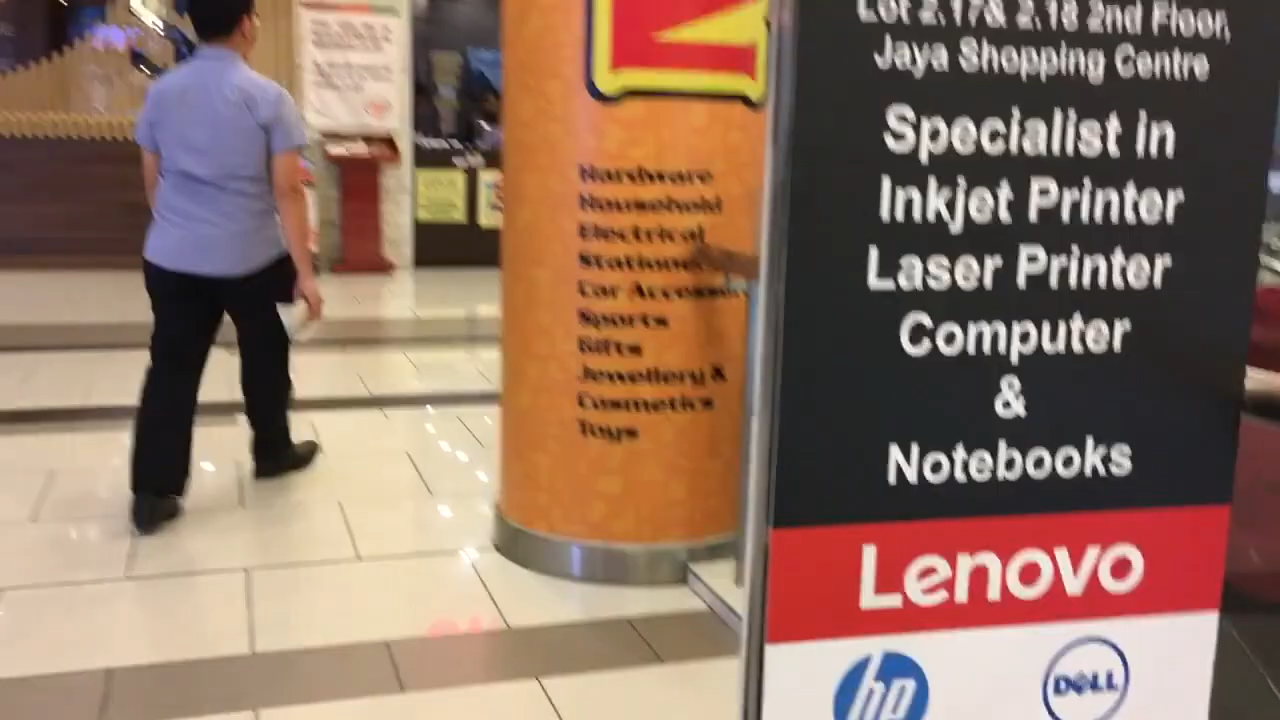 Hardware
Household
Electrical
Sports
Gifts
Jewellery &
Cosmetics
Toys
Lot 2.17& 2.18 2nd Floor,
Jaya Shopping Centre
Specialist in
Inkjet Printer
Laser Printer
Computer
&
Notebooks
Lenovo
hp
DELL